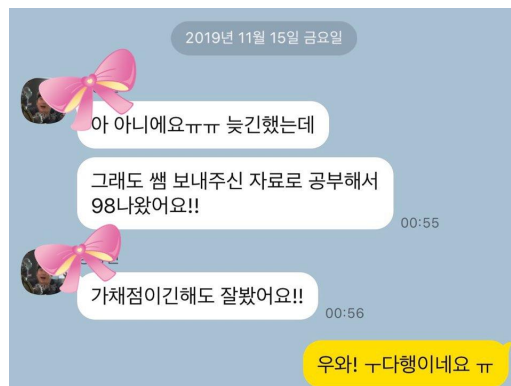 2019년 11월 15일 금요일
아 아니에요ㅠㅠ 늦긴했는데
그래도 쌤 보내주신 자료로 공부해서
98나왔어요!!
00:55
가채점이긴해도 잘봤어요!!
00:56
우와! ㅜ다행이네요 ㅠ